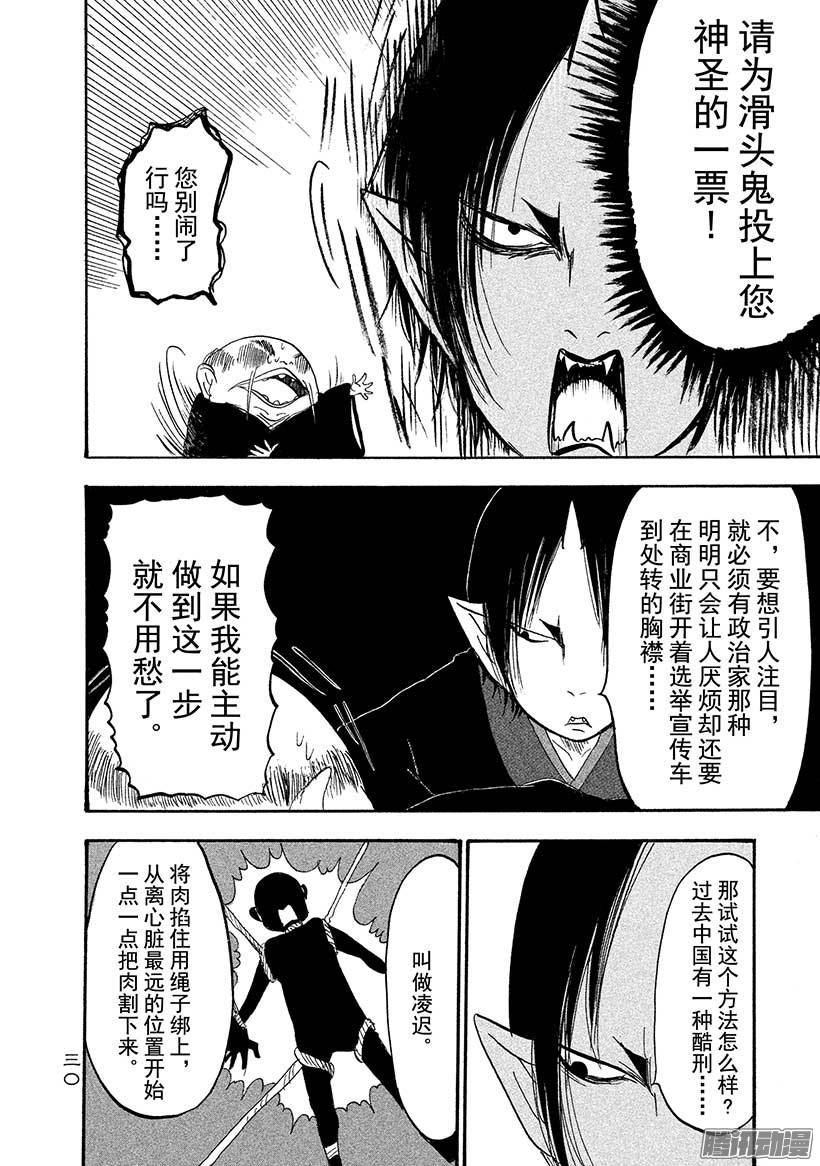 请为滑头鬼投上您
神圣的一票！
您别闹了
行吗……
不，要想引人注目，
就必须有政治家那种
明明只会让人厌烦却还要
在商业街开着选举宣传车
到处转的胸襟……
如果我能主动
做到这一步
就不用愁了。
那试试这个方法怎么样？
过去中国有一种酷刑……
叫做凌迟。
将肉掐住用绳子绑上，
从离心脏最远的位置开始
一点一点把肉割下来。
三〇
腾讯动漫